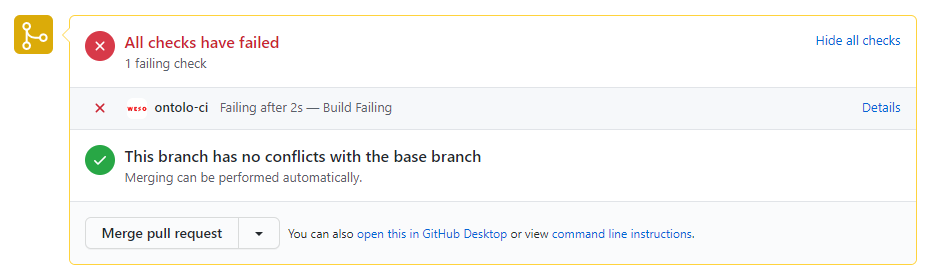 All checks have failed
Hide all checks
1 failing check
WESO ontolo-ci Failing after 2s — Build Failing
Details
This branch has no conflicts with the base branch
Merging can be performed automatically.
Merge pull request
You can also open this in GitHub Desktop or view command line instructions.